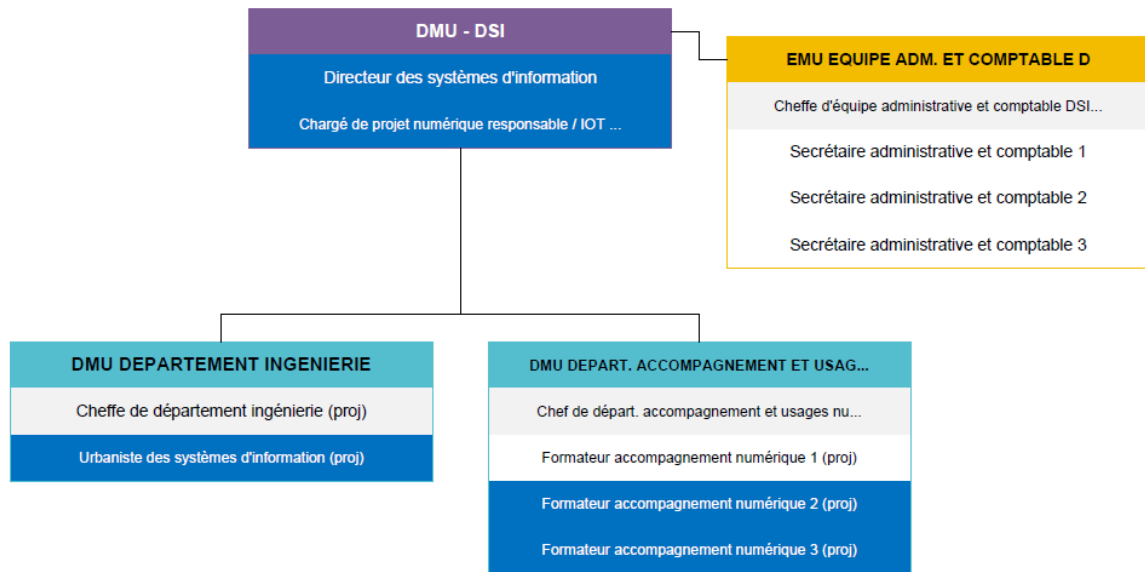 DMU - DSI
Directeur des systèmes d'information
Chargé de projet numérique responsable / IOT ...
EMU EQUIPE ADM. ET COMPTABLE D
Cheffe d'équipe administrative et comptable DSI...
Secrétaire administrative et comptable 1
Secrétaire administrative et comptable 2
Secrétaire administrative et comptable 3
DMU DEPARTEMENT INGENIERIE
Cheffe de département ingénierie (proj)
Urbaniste des systèmes d'information (proj)
DMU DEPART. ACCOMPAGNEMENT ET USAG...
Chef de départ. accompagnement et usages nu...
Formateur accompagnement numérique 1 (proj)
Formateur accompagnement numérique 2 (proj)
Formateur accompagnement numérique 3 (proj)